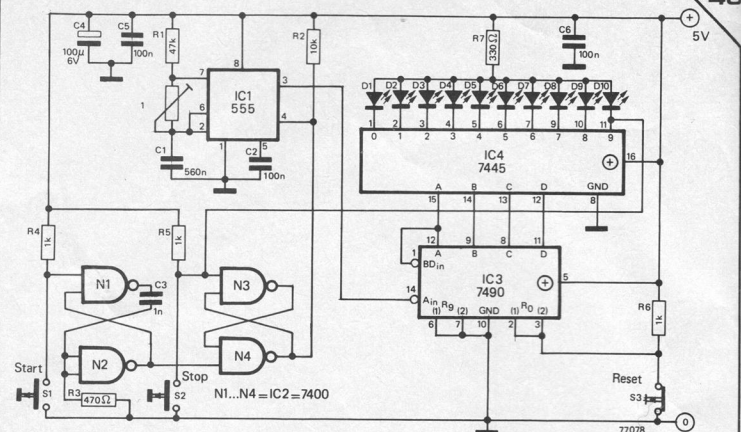 C4
100µ
6V
C5
100n
R1
47k
R2
10k
R7
330Ω
C6
100n
5V
D1
D2
D3
D4
D5
D6
D7
D8
D9
D10
8
7
6
2
3
4
1
5
IC1
555
1
C1
560n
C2
100n
1
2
3
4
5
6
7
9
10
11
0
1
2
3
4
5
6
7
8
9
IC4
7445
16
A
B
C
D
GND
15
14
13
12
8
R4
1k
R5
1k
N1
C3
1n
N2
N3
N4
12
9
8
11
1
BDin
A
B
C
D
IC3
7490
5
14
Ain
R9
(1)
(2)
GND
(1)
R0
(2)
6
7
10
2
3
R6
1k
Start
S1
R3
470Ω
Stop
S2
N1...N4=IC2=7400
Reset
S3
77078
0